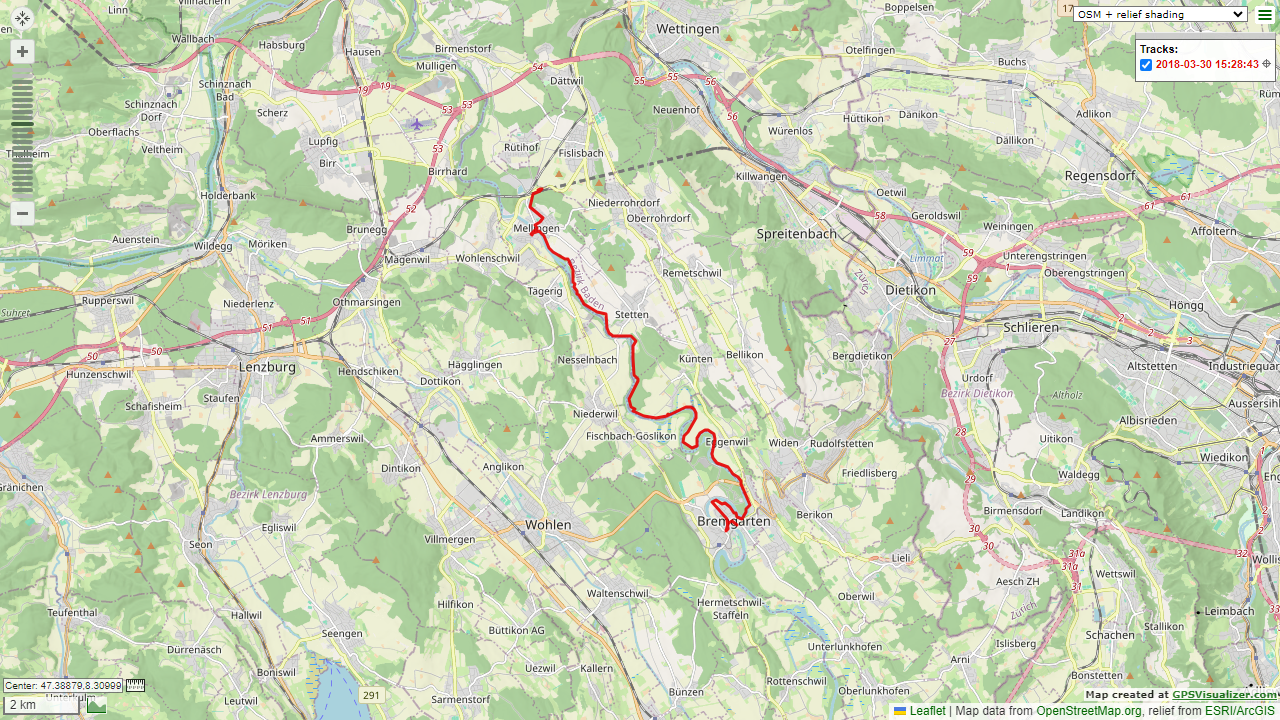 Linn
Villnachern
Wallbach
Habsburg
Hausen
Birmenstorf
Mülligen
54
Dättwil
Wettingen
55
55
Neuenhof
56
Boppelsen
17
OSM + relief shading
Otelfingen
Buchs
Tracks:
2018-03-30 15:28:43
Schinznach
Bad
Schinznach
Dorf
Scherz
19
19
53
53
Oberflachs
Thalheim
Veltheim
Lupfig
Birr
Birrhard
Rütihof
Fislisbach
Würenlos
Hüttikon
Dänikon
Dällikon
Adlikon
Regensdorf
Killwangen
Oetwil
61
61
Holderbank
52
Niederrohrdorf
Oberrohrdorf
58
Geroldswil
Weiningen
Affoltern
Auenstein
Wildegg
Möriken
Brunegg
Mägenwil
Wohlenschwil
Mellingen
Spreitenbach
59
59
Limmat
Unterengstringen
Oberengstringen
Remetschwil
Bezirk Baden
Tägerig
Dietikon
Höngg
Rupperswil
Niederlenz
Othmarsingen
Suhret
51
51
Stetten
Schlieren
27
2
3
1
50
50
Hunzenschwil
Lenzburg
Hendschiken
Dottikon
Hägglingen
Nesselnbach
Künten
Bellikon
Bergdietikon
Urdorf
Bezirk Dietikon
Altholz
Altstetten
Industriequar
Schafisheim
Staufen
Niederwil
Fischbach-Göslikon
Eggenwil
Widen
Rudolfstetten
28
Albisrieden
Aussersihl
Uitikon
Wiedikon
Ammerswil
Dintikon
Anglikon
Friedlisberg
Waldegg
29
Gränichen
Bezirk Lenzburg
Bremgarten
Berikon
Birmensdorf
Landikon
Egliswil
291
Wohlen
30
30
Seon
Villmergen
Lieli
31a
31a
31
32
Wettswil
Aesch ZH
Zürich
Teufenthal
Hallwil
Hilfikon
Waltenschwil
Hermetschwil-
Staffeln
Oberwil
Leimbach
Stallikon
Dürrenäsch
Seengen
Büttikon AG
Unterlunkhofen
Islisberg
Schachen
Boniswil
Uezwil
Kallern
Rottenschwil
Arni
Bonstetten
Center: 47.38879,8.30999
Leutwil
291
Sarmenstorf
Bünzen
Oberlunkhofen
2 km
Map created at GPSVisualizer.com
Leaflet | Map data from OpenStreetMap.org, relief from ESRI/ArcGIS